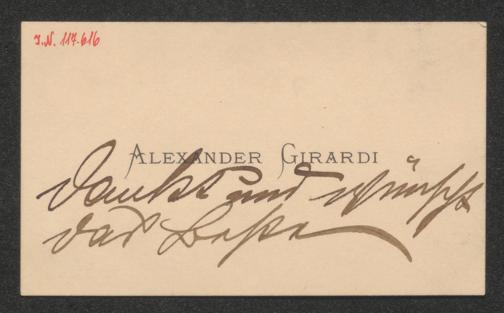 I.N. 117.616
ALEXANDER GIRARDI
dankt und wünscht
das Beste